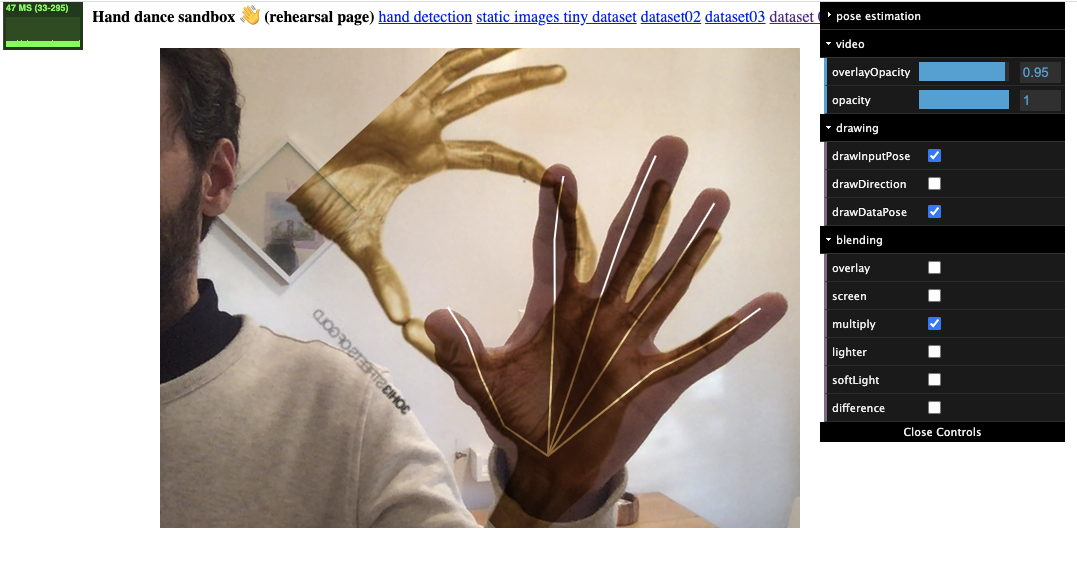 47 MS (33-295)
Hand dance sandbox 👋 (rehearsal page) hand detection static images tiny dataset dataset02 dataset03 dataset
pose estimation
video
overlayOpacity 0.95
opacity 1
drawing
drawInputPose
drawDirection
drawDataPose
blending
overlay
screen
multiply
lighter
softLight
difference
Close Controls